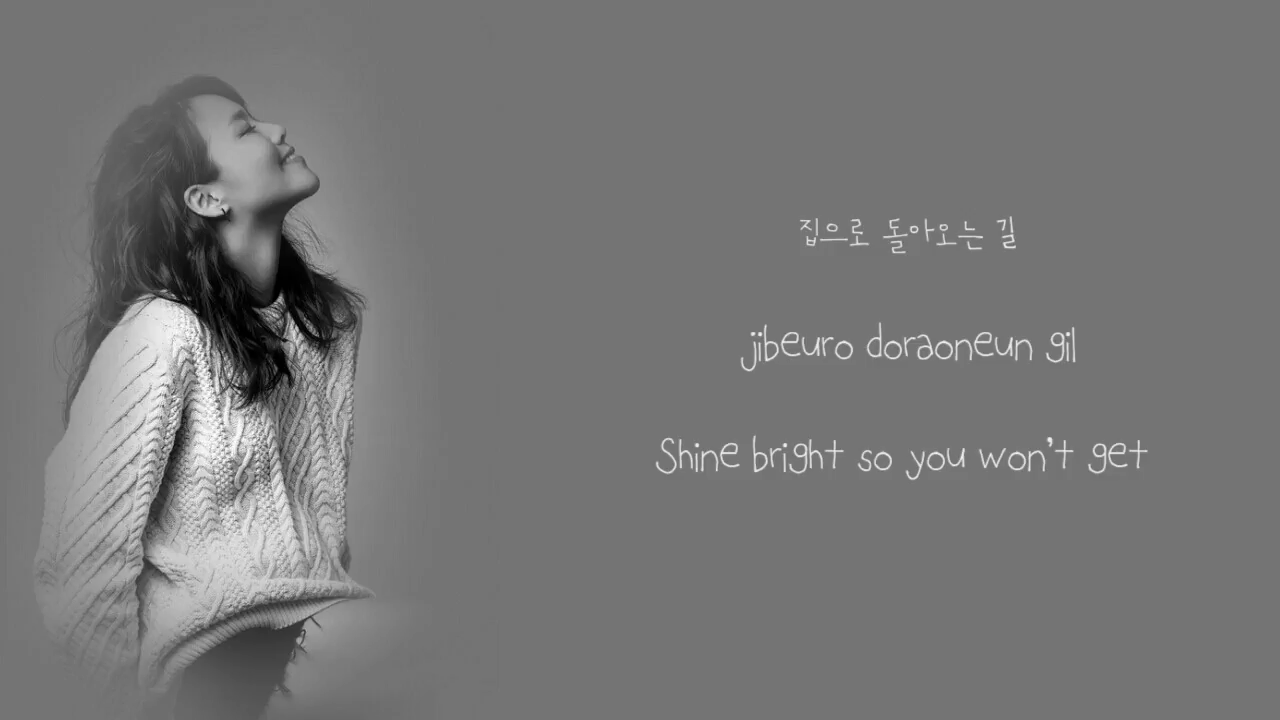 집으로 돌아오는 길
jibeuro doraoneun gil
Shine bright so you won't get